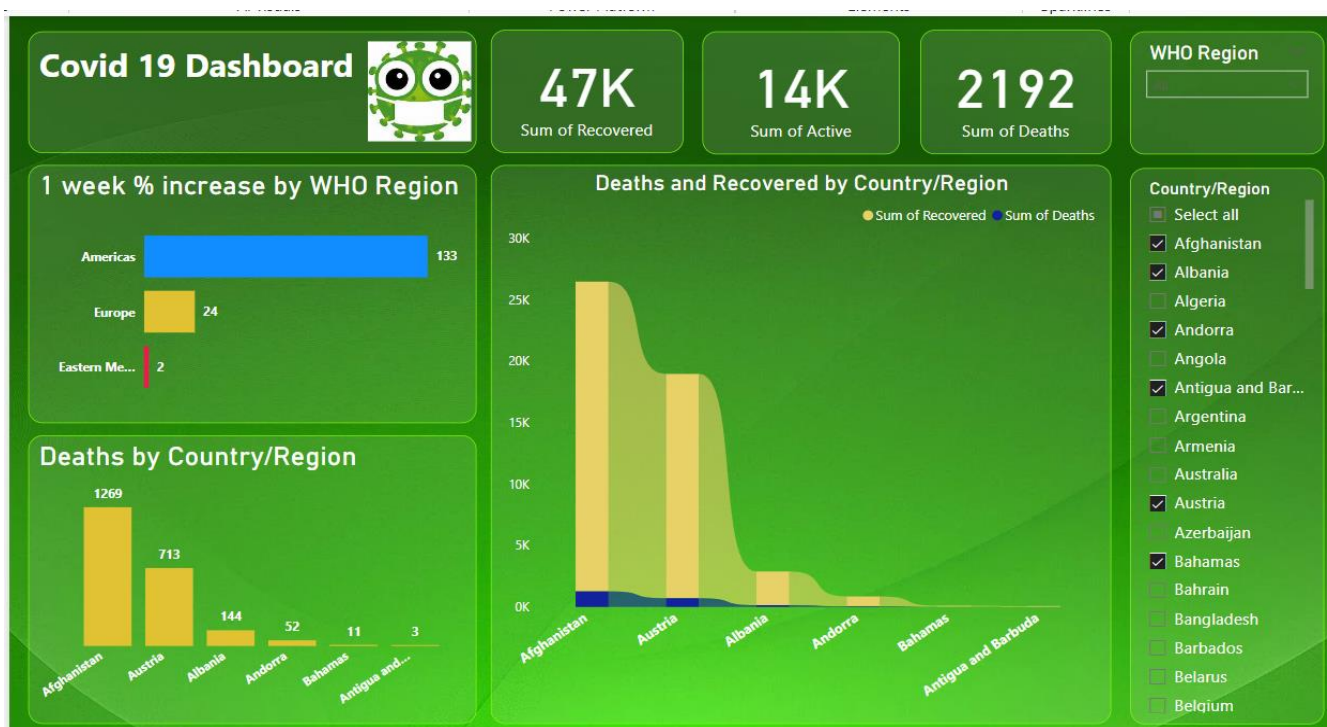 Covid 19 Dashboard
47K
Sum of Recovered
14K
Sum of Active
2192
Sum of Deaths
WHO Region
1 week % increase by WHO Region
Americas
133
Europe
24
Eastern Me...
2
Deaths by Country/Region
1269
713
144
52
11
3
Afghanistan
Austria
Albania
Andorra
Bahamas
Antigua and...
Deaths and Recovered by Country/Region
Sum of Recovered Sum of Deaths
30K
25K
20K
15K
10K
5K
0K
Afghanistan
Austria
Albania
Andorra
Bahamas
Antigua and Barbuda
Country/Region
Select all
Afghanistan
Albania
Algeria
Andorra
Angola
Antigua and Bar...
Argentina
Armenia
Australia
Austria
Azerbaijan
Bahamas
Bahrain
Bangladesh
Barbados
Belarus
Belgium